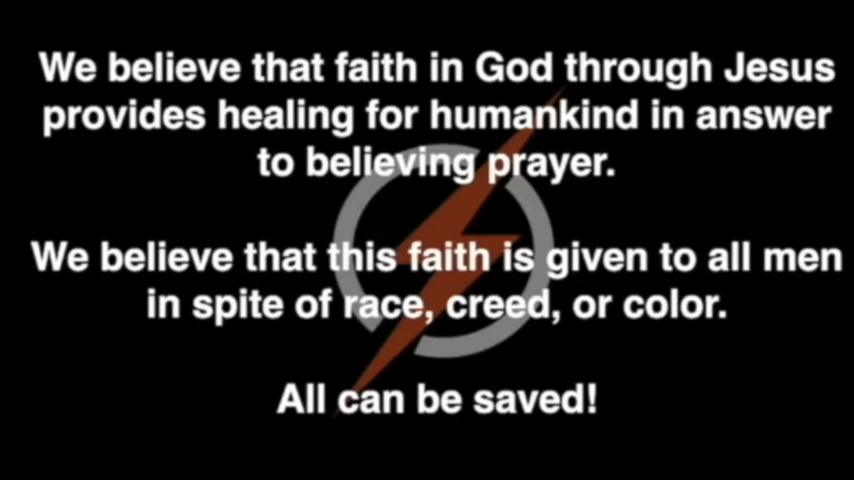 We believe that faith in God through Jesus
provides healing for humankind in answer
to believing prayer.
We believe that this faith is given to all men
in spite of race, creed, or color.
All can be saved!